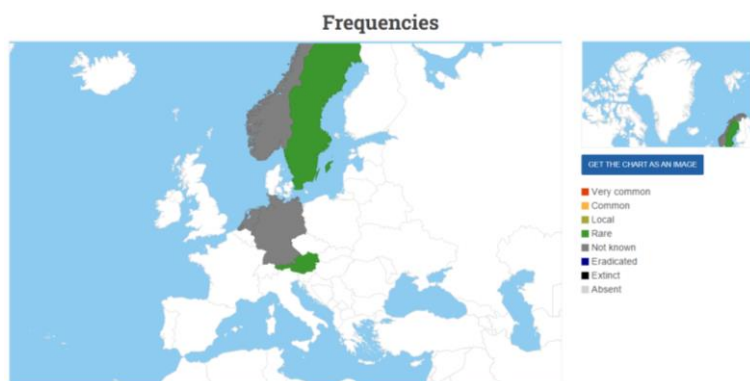 Frequencies
GET THE CHART AS AN IMAGE
Very common
Common
Local
Rare
Not known
Eradicated
Extinct
Absent